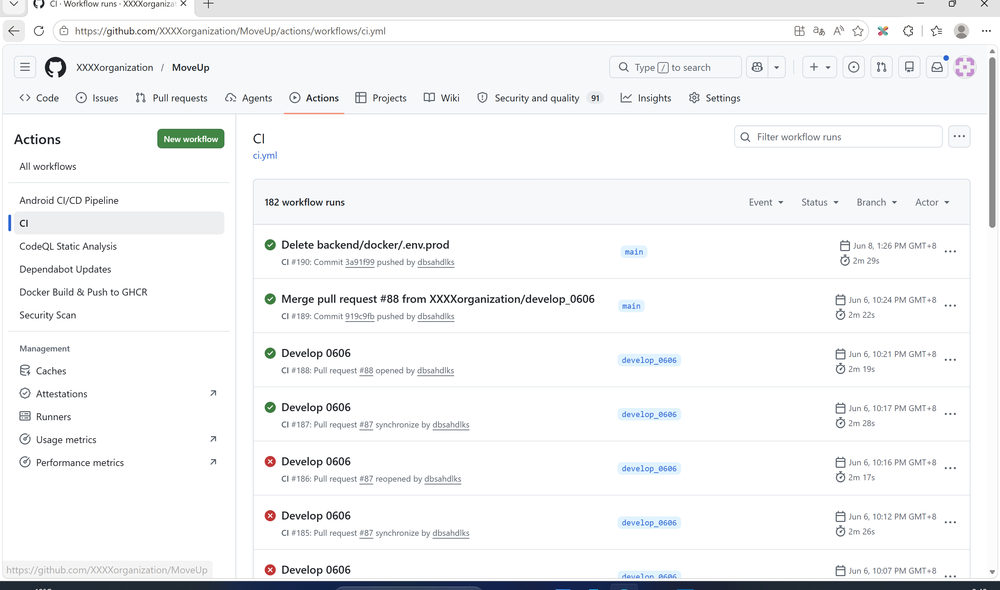 CI · Workflow runs · XXXXorganizat
https://github.com/XXXXorganization/MoveUp/actions/workflows/ci.yml
XXXXorganization / MoveUp
Type / to search
Code
Issues
Pull requests
Agents
Actions
Projects
Wiki
Security and quality 91
Insights
Settings
Actions
New workflow
All workflows
Android CI/CD Pipeline
CI
CodeQL Static Analysis
Dependabot Updates
Docker Build & Push to GHCR
Security Scan
Management
Caches
Attestations
Runners
Usage metrics
Performance metrics
https://github.com/XXXXorganization/MoveUp
CI
ci.yml
Filter workflow runs
182 workflow runs
Event
Status
Branch
Actor
Delete backend/docker/.env.prod
CI #190: Commit 3a91f99 pushed by dbsahdlks
main
Jun 8, 1:26 PM GMT+8
2m 29s
Merge pull request #88 from XXXXorganization/develop_0606
CI #189: Commit 919c9fb pushed by dbsahdlks
main
Jun 6, 10:24 PM GMT+8
2m 22s
Develop 0606
CI #188: Pull request #88 opened by dbsahdlks
develop_0606
Jun 6, 10:21 PM GMT+8
2m 19s
Develop 0606
CI #187: Pull request #87 synchronize by dbsahdlks
develop_0606
Jun 6, 10:17 PM GMT+8
2m 28s
Develop 0606
CI #186: Pull request #87 reopened by dbsahdlks
develop_0606
Jun 6, 10:16 PM GMT+8
2m 17s
Develop 0606
CI #185: Pull request #87 synchronize by dbsahdlks
develop_0606
Jun 6, 10:12 PM GMT+8
2m 26s
Develop 0606
develop_0606
Jun 6, 10:07 PM GMT+8